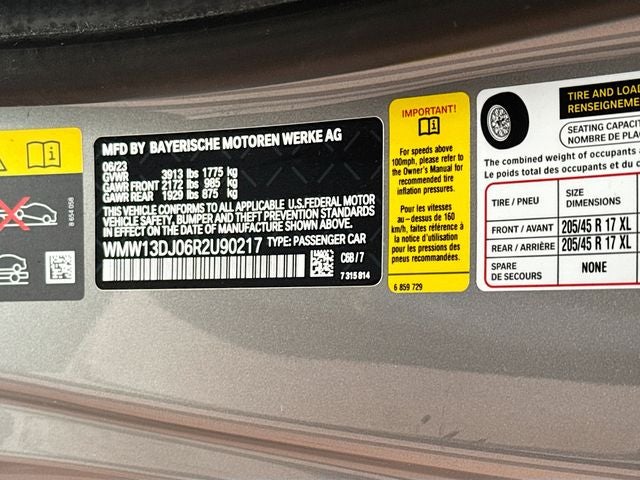 8 654 058
MFD BY BAYERISCHE MOTOREN WERKE AG
06/23
GVWR 3913 lbs 1775 kg
GAWR FRONT 2172 lbs 985 kg
GAWR REAR 1929 lbs 875 kg
THIS VEHICLE CONFORMS TO ALL APPLICABLE U.S.FEDERAL MOTOR
VEHICLE SAFETY, BUMPER AND THEFT PREVENTION STANDARDS
IN EFFECT ON THE DATE OF MANUFACTURE SHOWN ABOVE.
WMW13DJ06R2U90217 TYPE: PASSENGER CAR
C6B / 7
7 315 814
IMPORTANT!
For speeds above
100mph, please refer to
the Owner's Manual for
recommended tire
inflation pressures.
Pour les vitesses
au – dessus de 160
km/h, faites référence
au manuel de
conducteur pour les
pressions des pneus
recommandées.
6 859 729
TIRE AND LOAD
RENSEIGNEME
SEATING CAPACIT
NOMBRE DE PLA
The combined weight of occupants a
Le poids total des occupants et du c
TIRE / PNEU
SIZE
DIMENSIONS
FRONT / AVANT 205/45 R 17 XL
REAR / ARRIÈRE 205/45 R 17 XL
SPARE
DE SECOURS
NONE